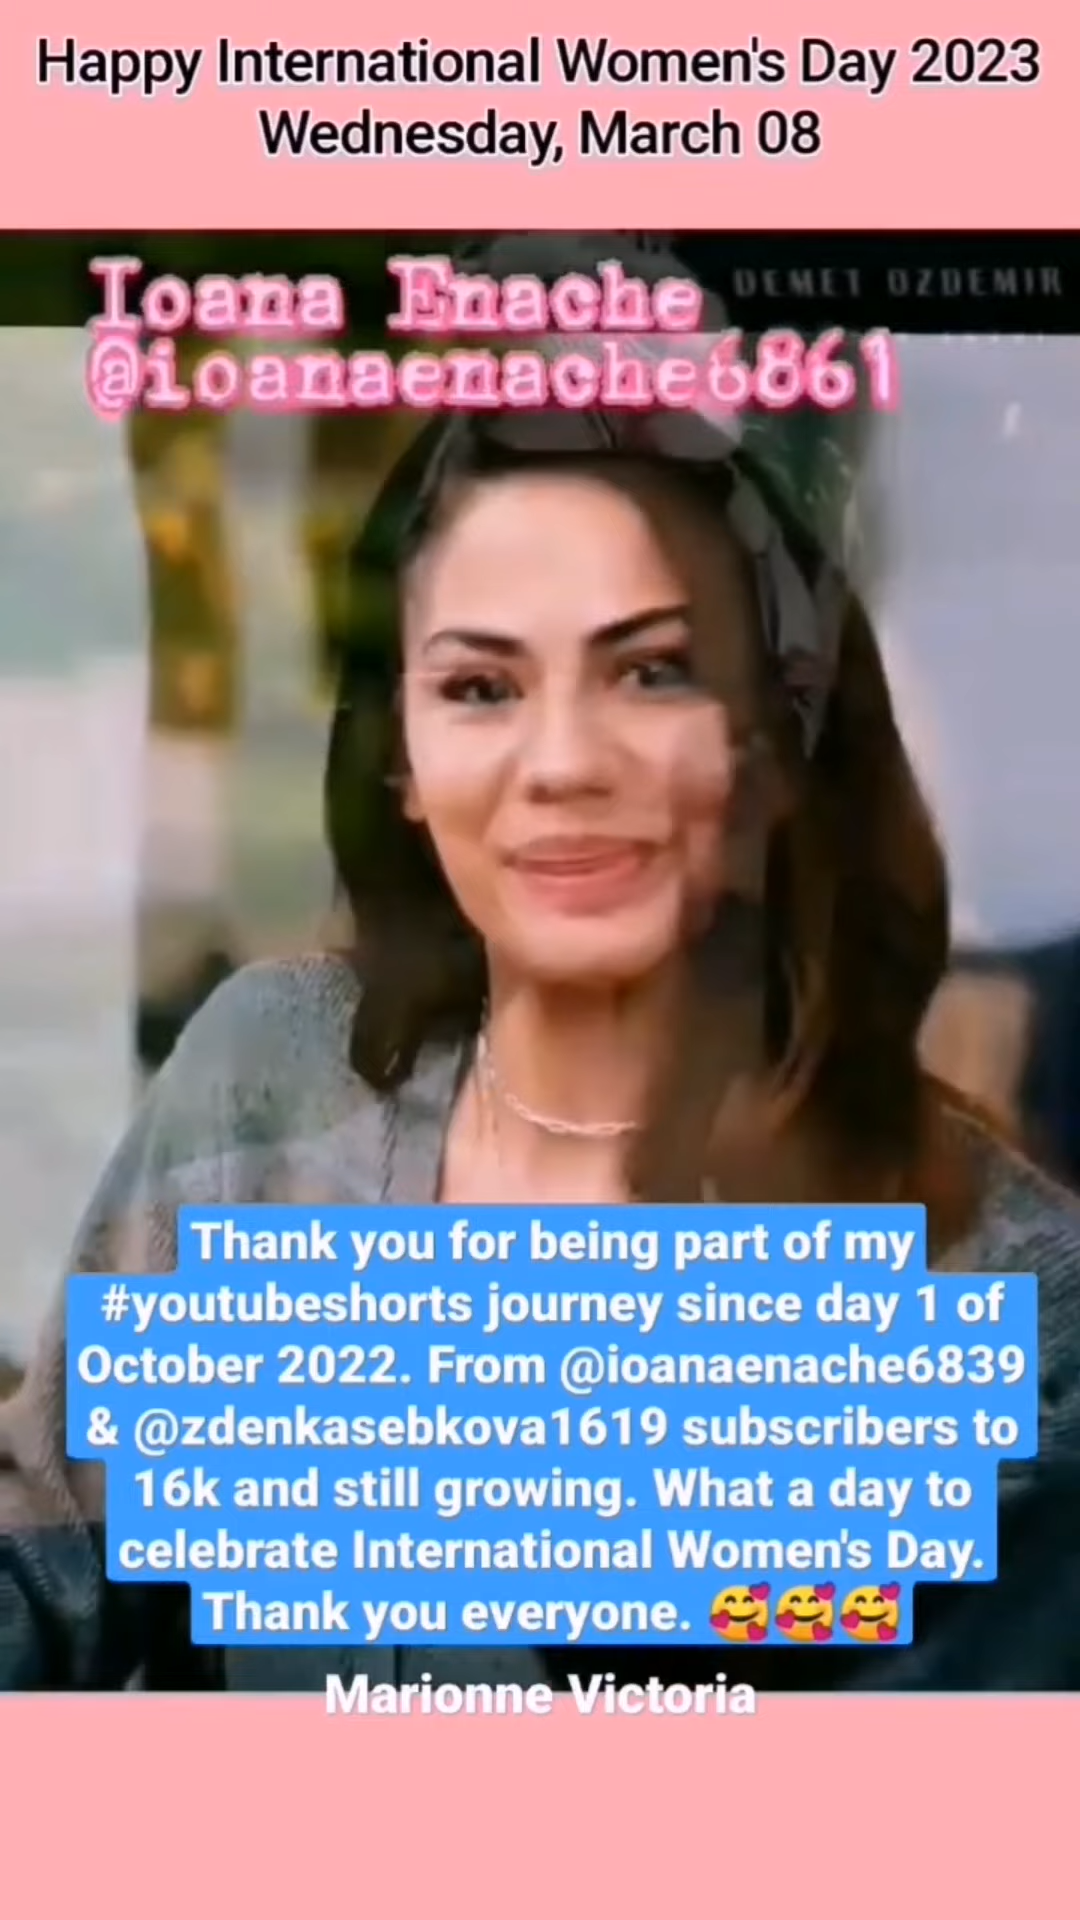 Happy International Women's Day 2023
Wednesday, March 08
Ioana Enache
DEMET OZDEMIR
@ioanaenache6861
Thank you for being part of my
#youtubeshorts journey since day 1 of
October 2022. From @ioanaenache6839
& @zdenkasebkova1619 subscribers to
16k and still growing. What a day to
celebrate International Women's Day.
Thank you everyone. 🥰🥰🥰
Marionne Victoria